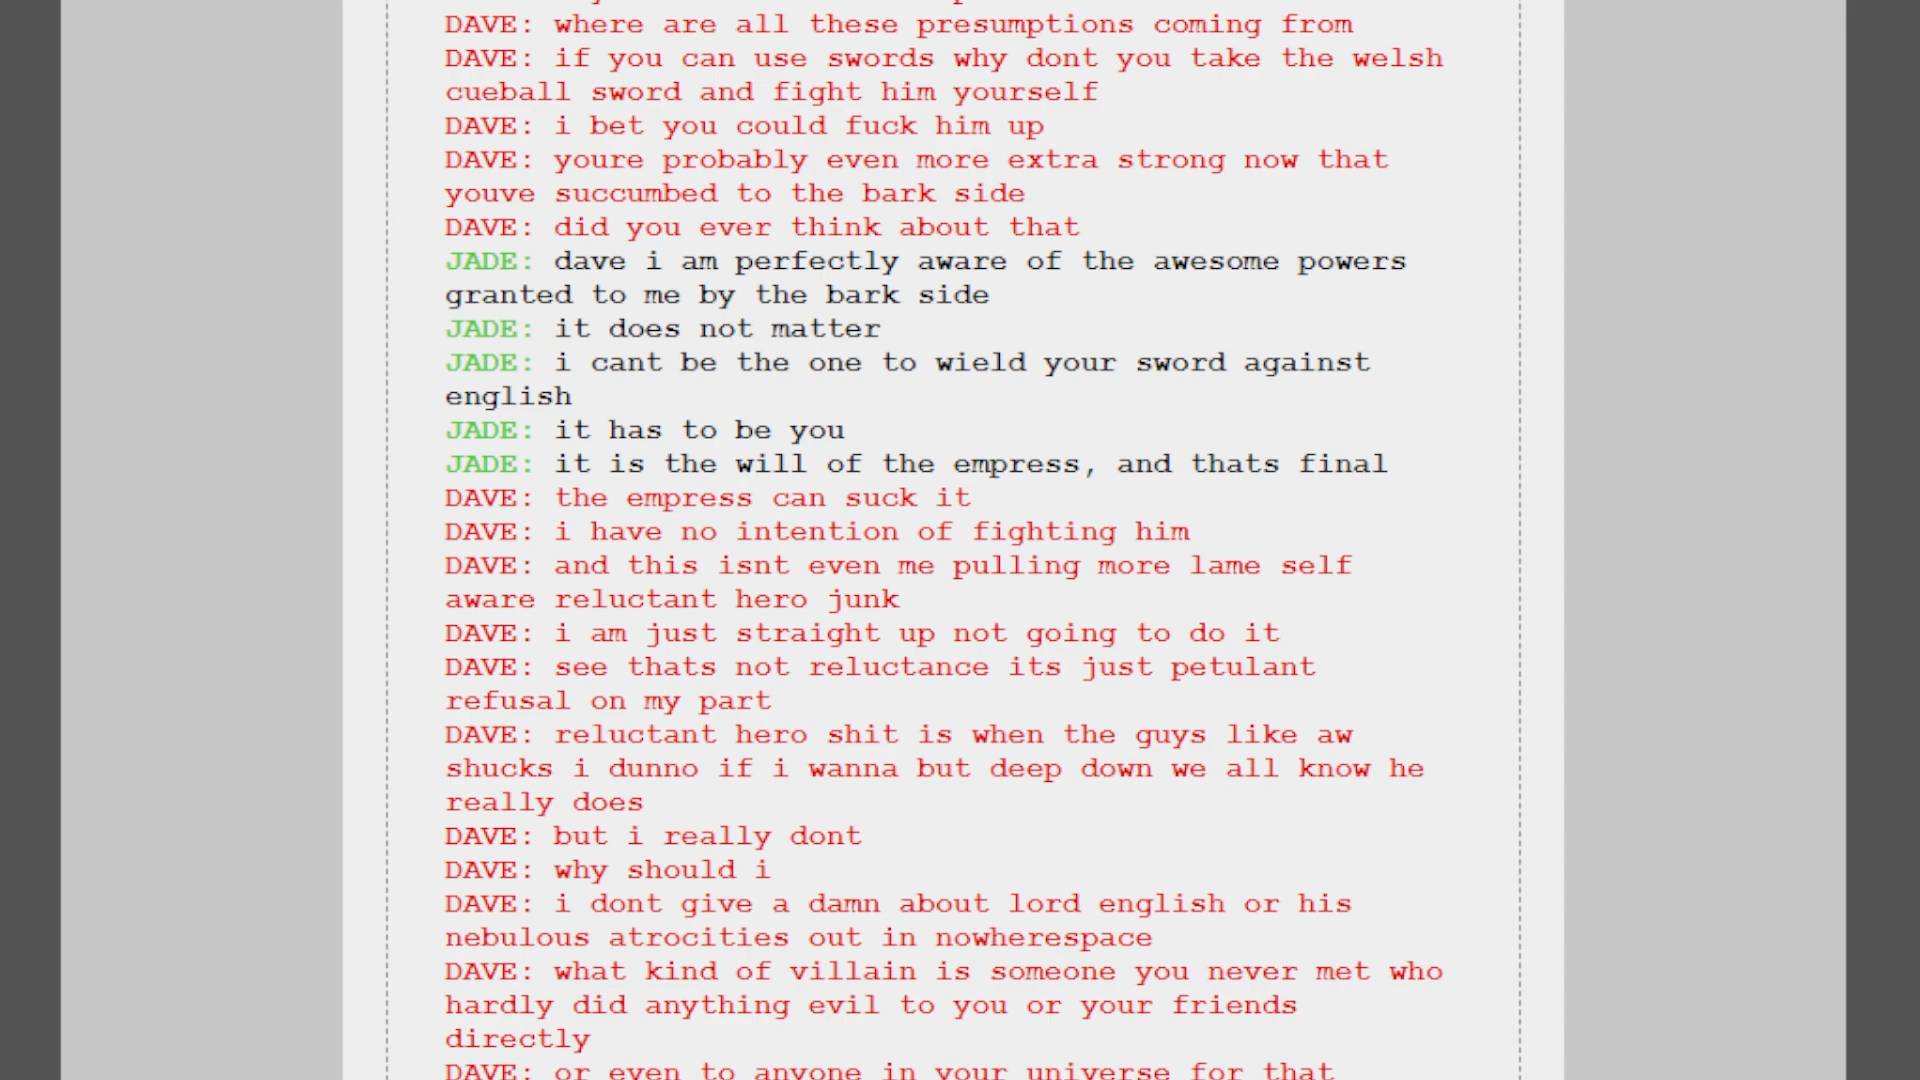 DAVE: where are all these presumptions coming from
DAVE: if you can use swords why dont you take the welsh
cueball sword and fight him yourself
DAVE: i bet you could fuck him up
DAVE: youre probably even more extra strong now that
youve succumbed to the bark side
DAVE: did you ever think about that
JADE: dave i am perfectly aware of the awesome powers
granted to me by the bark side
JADE: it does not matter
JADE: i cant be the one to wield your sword against
english
JADE: it has to be you
JADE: it is the will of the empress, and thats final
DAVE: the empress can suck it
DAVE: i have no intention of fighting him
DAVE: and this isnt even me pulling more lame self
aware reluctant hero junk
DAVE: i am just straight up not going to do it
DAVE: see thats not reluctance its just petulant
refusal on my part
DAVE: reluctant hero shit is when the guys like aw
shucks i dunno if i wanna but deep down we all know he
really does
DAVE: but i really dont
DAVE: why should i
DAVE: i dont give a damn about lord english or his
nebulous atrocities out in nowherespace
DAVE: what kind of villain is someone you never met who
hardly did anything evil to you or your friends
directly
DAVE: or even to anyone in your universe for that